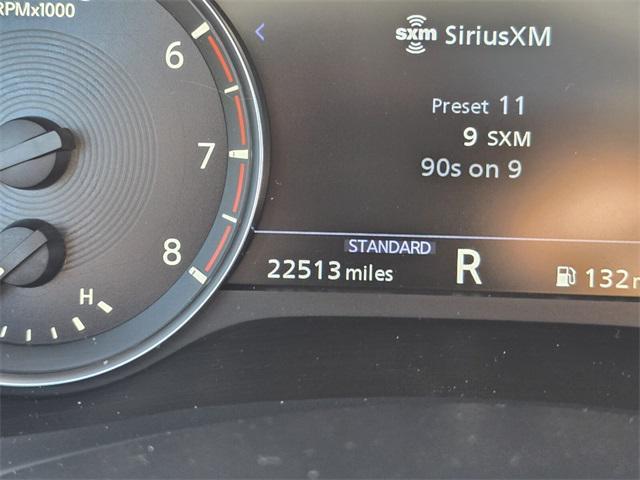 RPMx1000
6
7
8
H
sxm SiriusXM
Preset 11
9 SXM
90s on 9
STANDARD
22513 miles
R
132